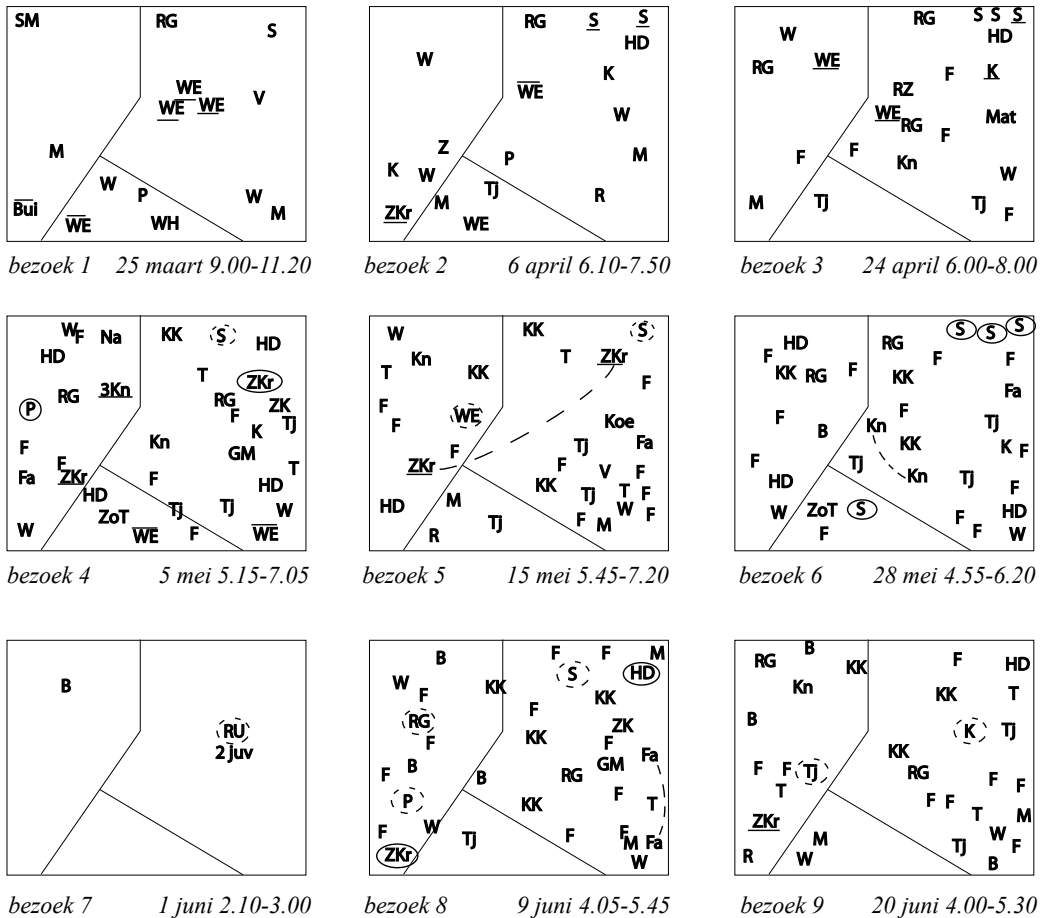 SM RG S
WE
WE WE V
M
W P W
Bui WE WH M
bezoek 1 25 maart 9.00-11.20
RG S S
HD
W K
WE
W
Z P M
K W Tj R
ZKr M WE
bezoek 2 6 april 6.10-7.50
RG S S S
W HD
RG WE F K
RZ
WE RG F Mat
F F Kn W
M Tj Tj F
bezoek 3 24 april 6.00-8.00
W F Na KK S HD
HD
RG 3Kn T ZKr
P RG F ZK Tj
K
F Kn GM
Fa F ZKr F T
HD HD
ZoT Tj Tj W
W WE F WE
bezoek 4 5 mei 5.15-7.05
W KK S
Kn T ZKr
T KK F
F WE
F Koe
F Tj Fa
ZKr F V F
KK Tj T F
HD M W F
R Tj F M
bezoek 5 15 mei 5.45-7.20
S S S
HD RG F F
F KK RG F KK Fa
F F
B Kn KK Tj K F
F Tj Kn Tj
HD F
W ZoT S F HD
F F W
bezoek 6 28 mei 4.55-6.20
B
RU
2 juv
bezoek 7 1 juni 2.10-3.00
B F F M
W F KK S HD
KK
RG F ZK
F KK F Fa
F B B RG GM
P KK F T
F W Tj F F M Fa
ZKr W
bezoek 8 9 juni 4.05-5.45
B
RG KK F HD
Kn KK T
B K Tj
KK
F F Tj RG F F
T F F T M
ZKr W
R W M Tj B F
bezoek 9 20 juni 4.00-5.30